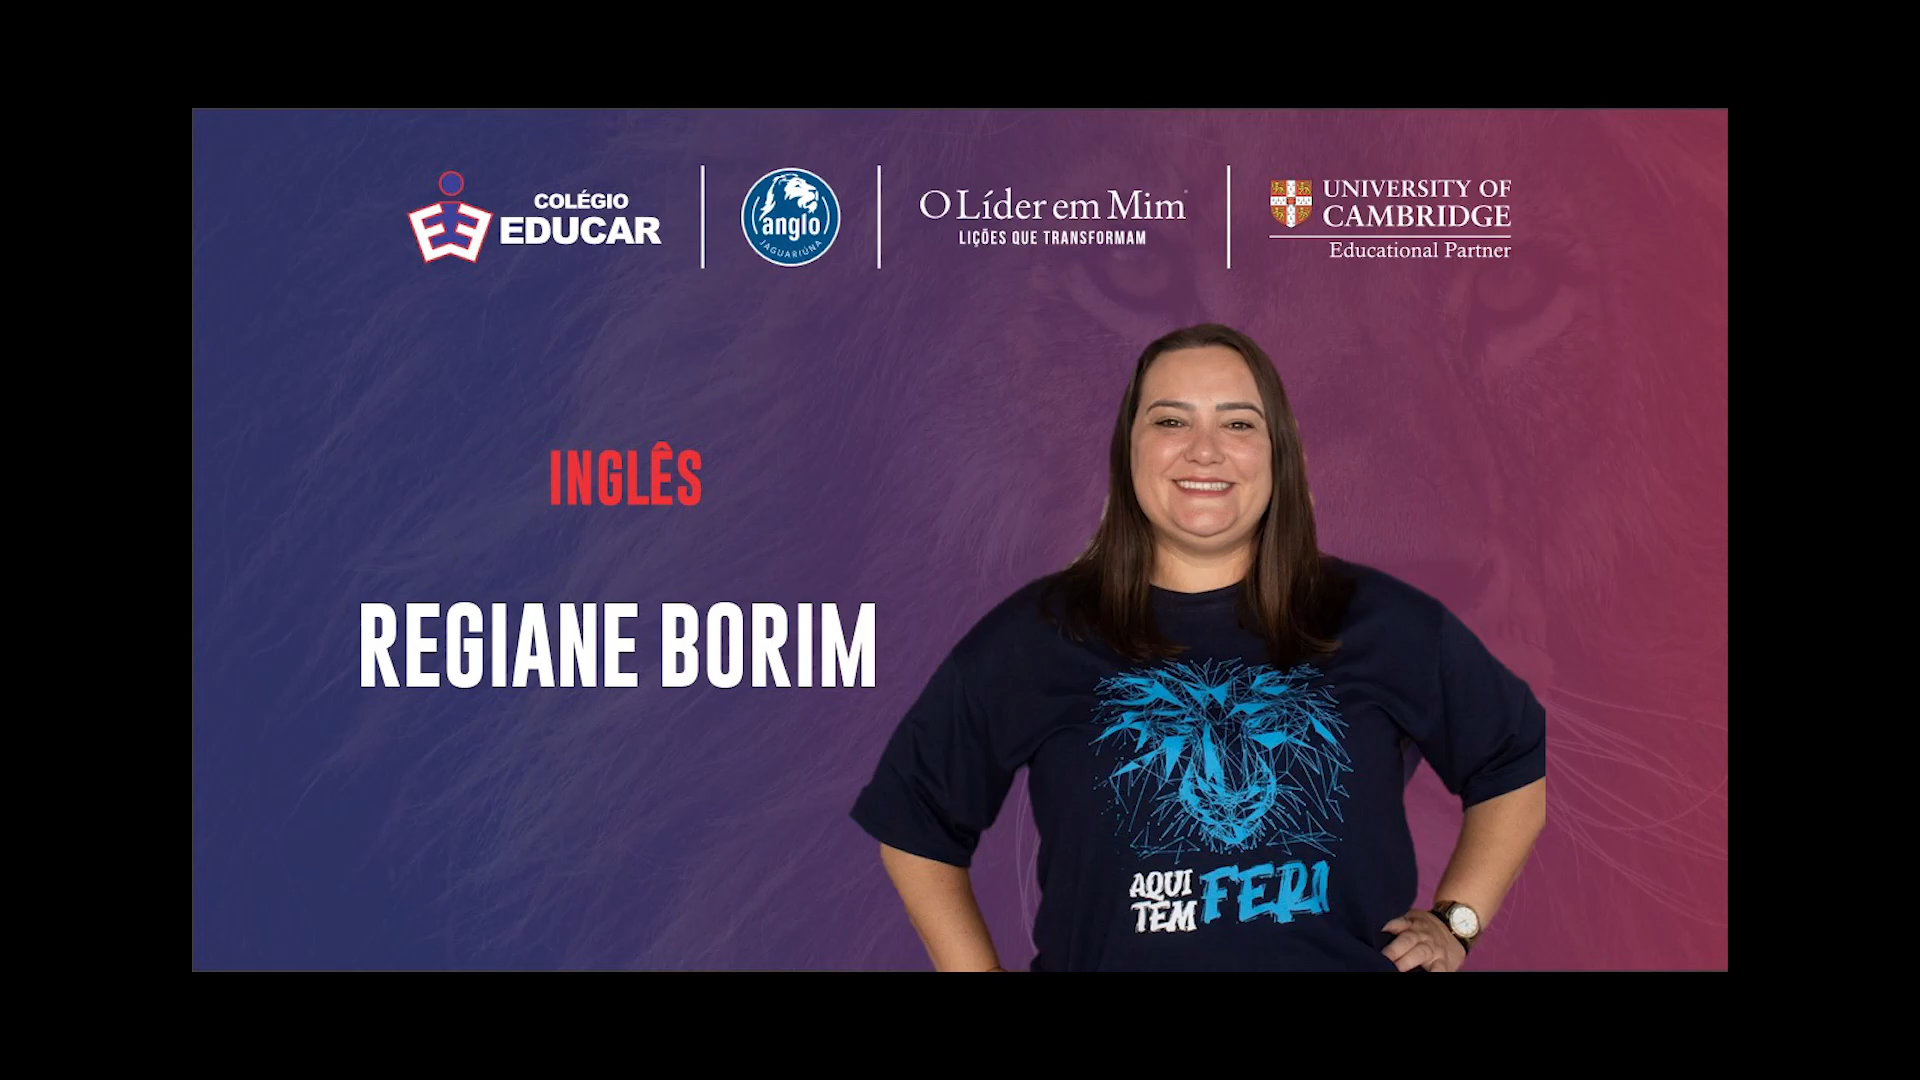 COLÉGIO
EDUCAR
anglo
JAGUARIÚNA
O Líder em Mim
LIÇÕES QUE TRANSFORMAM
UNIVERSITY OF
CAMBRIDGE
Educational Partner
INGLÊS
REGIANE BORIM
AQUI
TEM
FERA